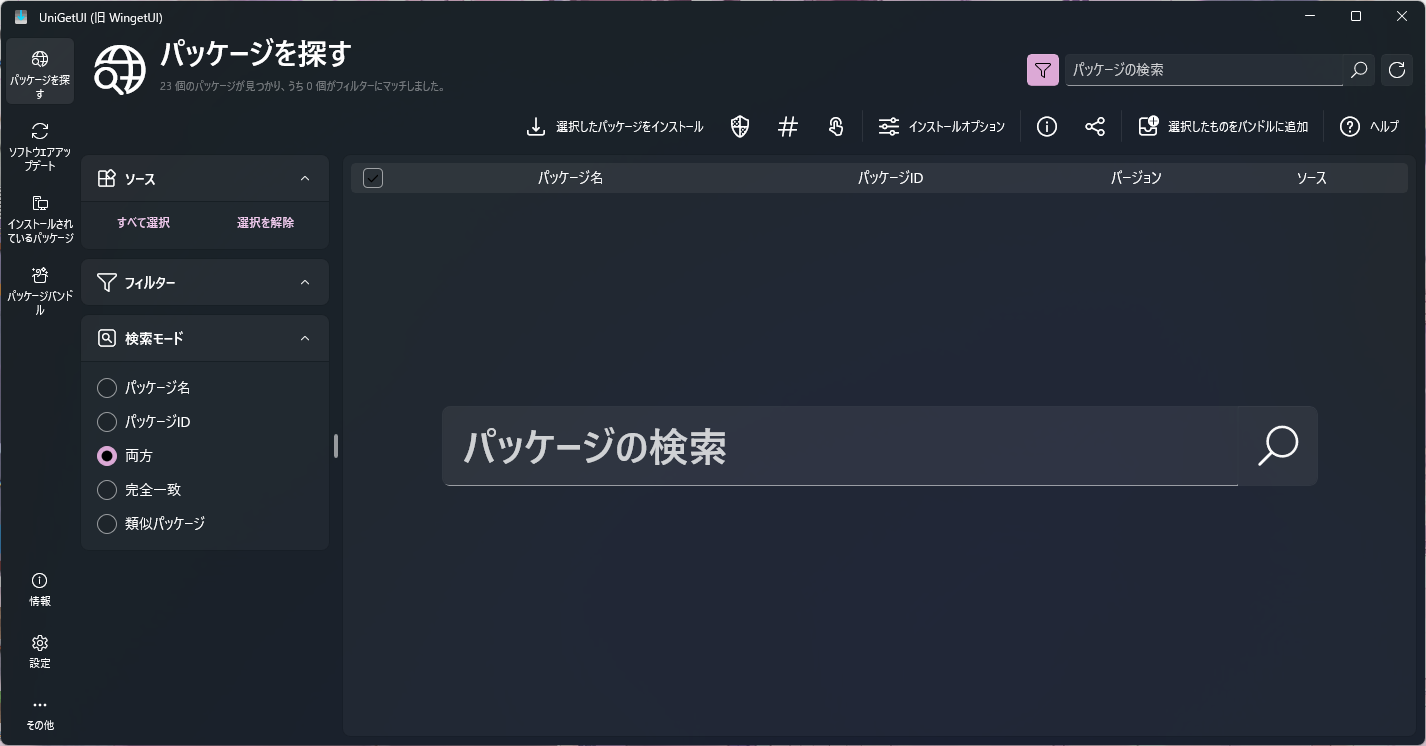 UniGetUI (旧 WingetUI)
パッケージを探
す
ソフトウェアアッ
プデート
インストールされ
ているパッケージ
パッケージバンド
ル
情報
設定
その他
パッケージを探す
23 個のパッケージが見つかり、うち 0 個がフィルターにマッチしました。
パッケージの検索
選択したパッケージをインストール
インストールオプション
選択したものをバンドルに追加
ヘルプ
ソース
すべて選択
選択を解除
フィルター
検索モード
パッケージ名
パッケージID
両方
完全一致
類似パッケージ
パッケージ名
パッケージID
バージョン
ソース
パッケージの検索